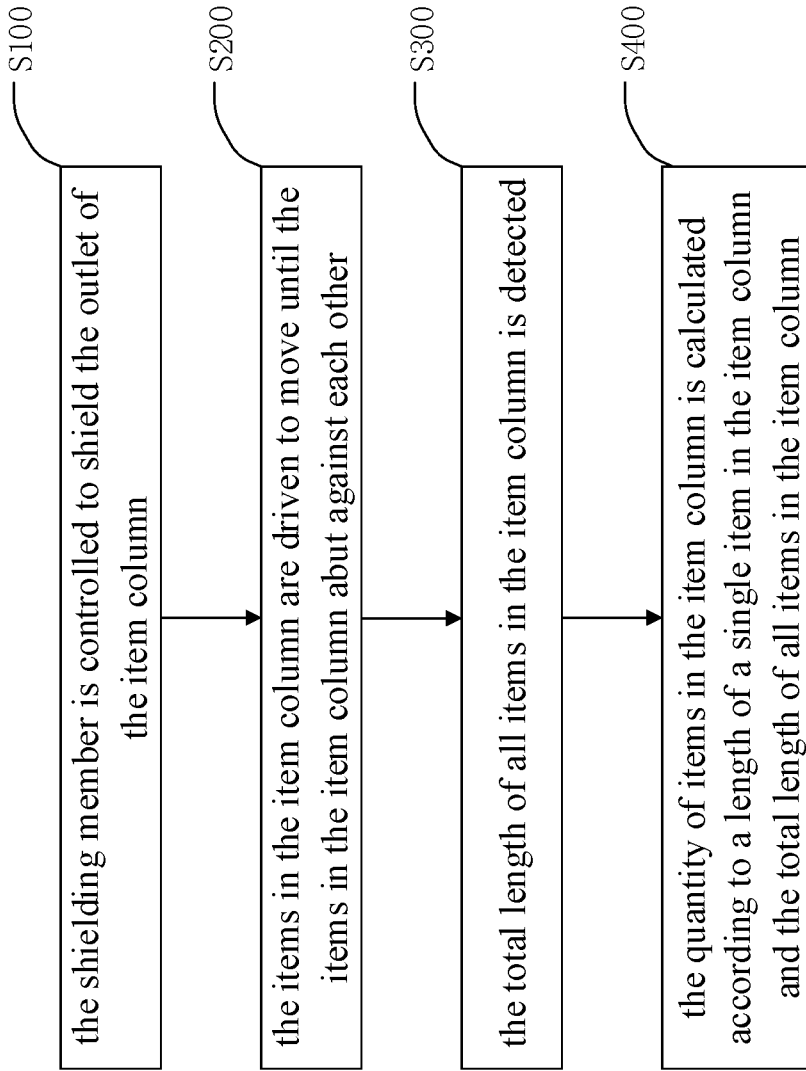 S100
the shielding member is controlled to shield the outlet of
the item column
S200
the items in the item column are driven to move until the
items in the item column abut against each other
S300
the total length of all items in the item column is detected
S400
the quantity of items in the item column is calculated
according to a length of a single item in the item column
and the total length of all items in the item column